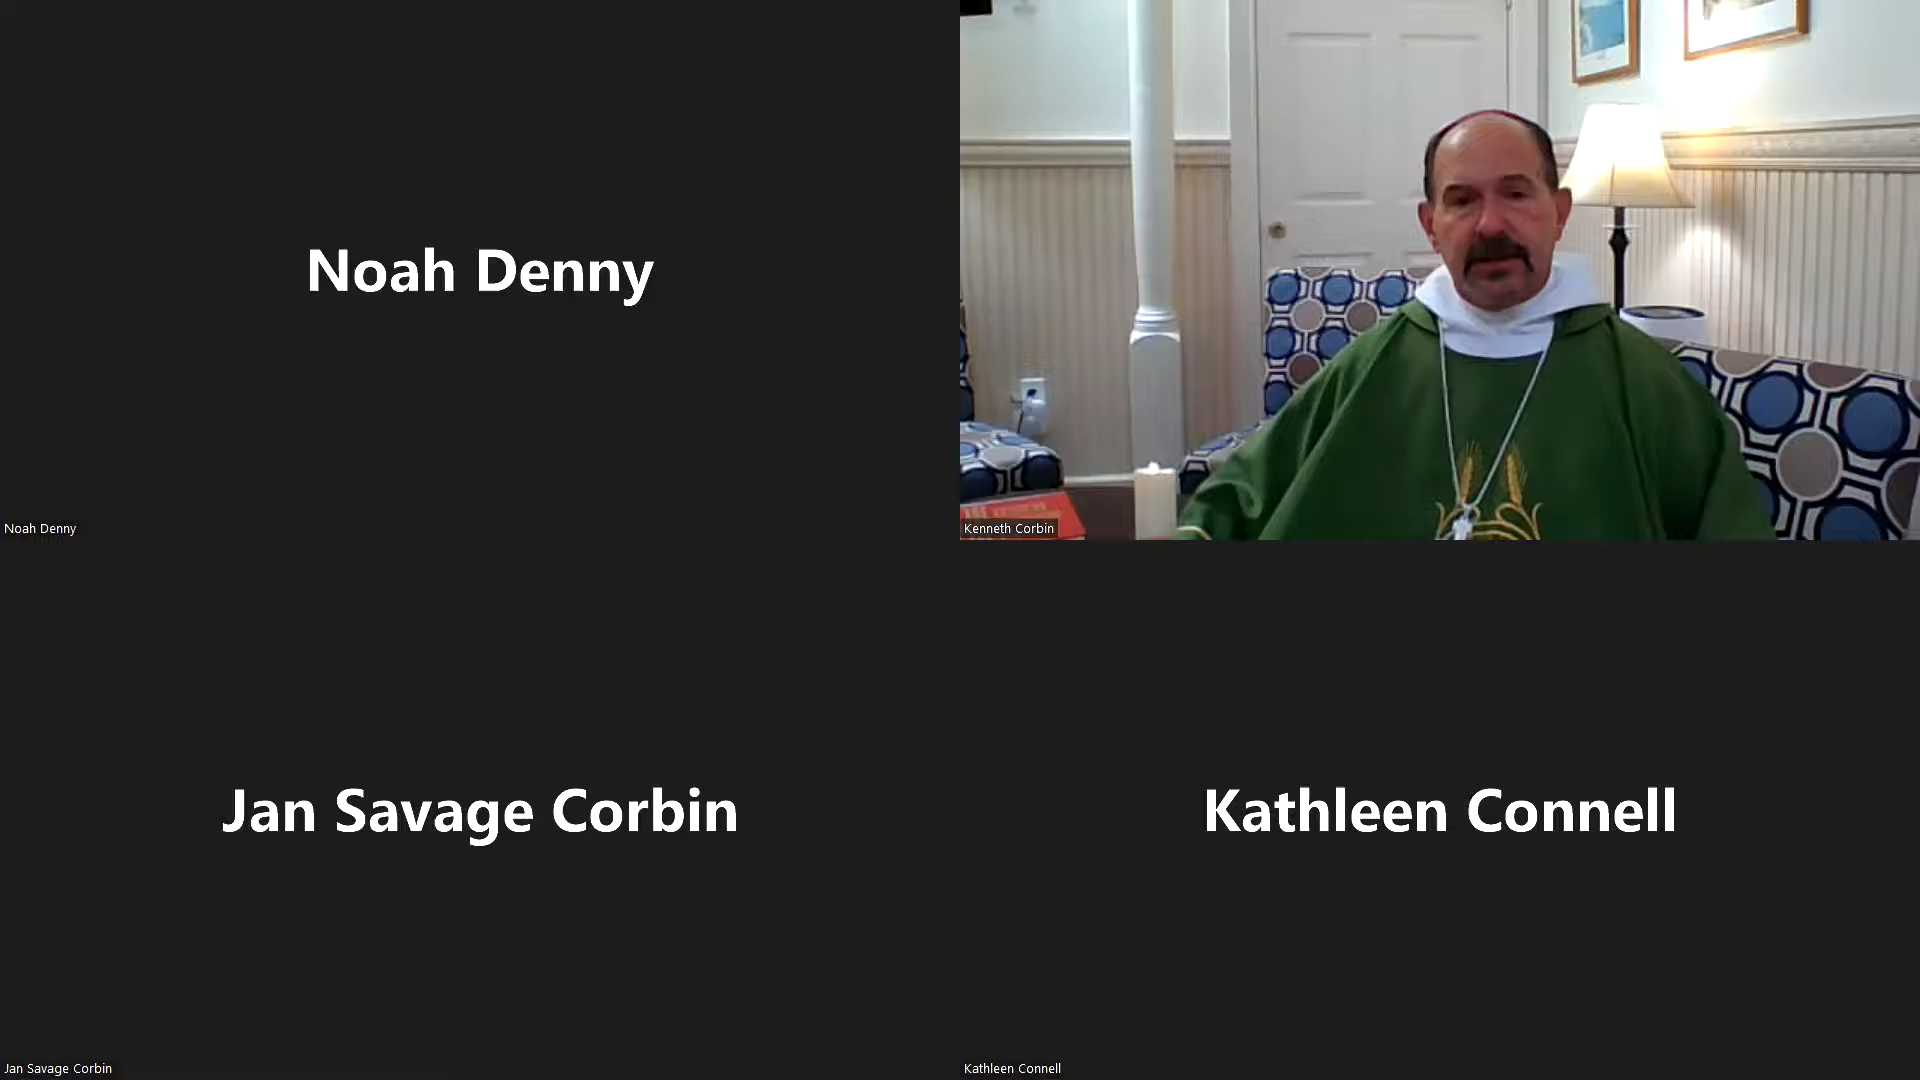 Noah Denny
Noah Denny
Kenneth Corbin
Jan Savage Corbin
Jan Savage Corbin
Kathleen Connell
Kathleen Connell